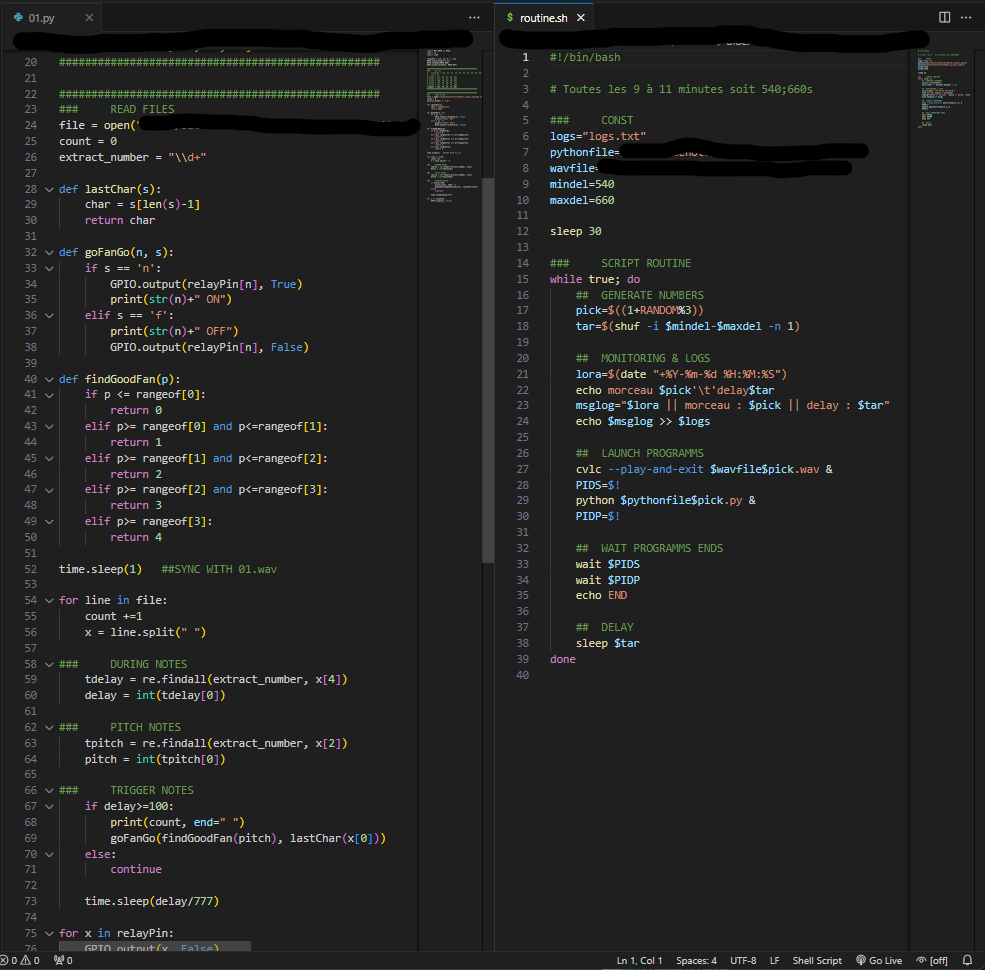 01.py
routine.sh
20 ##################################################
21
22 ##################################################
23 ### READ FILES
24 file = open(
25 count = 0
26 extract_number = "\\d+"
27
28 def lastChar(s):
29 char = s[len(s)-1]
30 return char
31
32 def goFanGo(n, s):
33 if s == 'n':
34 GPIO.output(relayPin[n], True)
35 print(str(n)+" ON")
36 elif s == 'f':
37 print(str(n)+" OFF")
38 GPIO.output(relayPin[n], False)
39
40 def findGoodFan(p):
41 if p <= rangeof[0]:
42 return 0
43 elif p>= rangeof[0] and p<=rangeof[1]:
44 return 1
45 elif p>= rangeof[1] and p<=rangeof[2]:
46 return 2
47 elif p>= rangeof[2] and p<=rangeof[3]:
48 return 3
49 elif p>= rangeof[3]:
50 return 4
51
52 time.sleep(1) ##SYNC WITH 01.wav
53
54 for line in file:
55 count +=1
56 x = line.split(" ")
57
58 ### DURING NOTES
59 tdelay = re.findall(extract_number, x[4])
60 delay = int(tdelay[0])
61
62 ### PITCH NOTES
63 tpitch = re.findall(extract_number, x[2])
64 pitch = int(tpitch[0])
65
66 ### TRIGGER NOTES
67 if delay>=100:
68 print(count, end=" ")
69 goFanGo(findGoodFan(pitch), lastChar(x[0]))
70 else:
71 continue
72
73 time.sleep(delay/777)
74
75 for x in relayPin:
76 GPIO.output(x, False)
1 #!/bin/bash
2
3 # Toutes les 9 à 11 minutes soit 540;660s
4
5 ### CONST
6 logs="logs.txt"
7 pythonfile=
8 wavfile=
9 mindel=540
10 maxdel=660
11
12 sleep 30
13
14 ### SCRIPT ROUTINE
15 while true; do
16 ## GENERATE NUMBERS
17 pick=$((1+RANDOM%3))
18 tar=$(shuf -i $mindel-$maxdel -n 1)
19
20 ## MONITORING & LOGS
21 lora=$(date "+%Y-%m-%d %H:%M:%S")
22 echo morceau $pick'\t'delay$tar
23 msglog="$lora || morceau : $pick || delay : $tar"
24 echo $msglog >> $logs
25
26 ## LAUNCH PROGRAMMS
27 cvlc --play-and-exit $wavfile$pick.wav &
28 PIDS=$!
29 python $pythonfile$pick.py &
30 PIDP=$!
31
32 ## WAIT PROGRAMMS ENDS
33 wait $PIDS
34 wait $PIDP
35 echo END
36
37 ## DELAY
38 sleep $tar
39 done
40
0 0 0 Ln 1, Col 1 Spaces: 4 UTF-8 LF Shell Script Go Live [off]